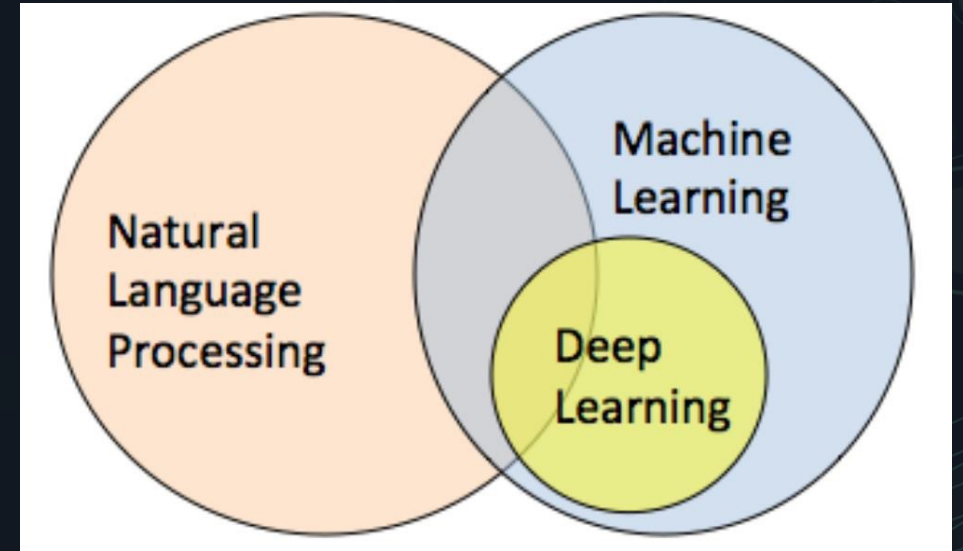 Natural
Language
Processing
Machine
Learning
Deep
Learning